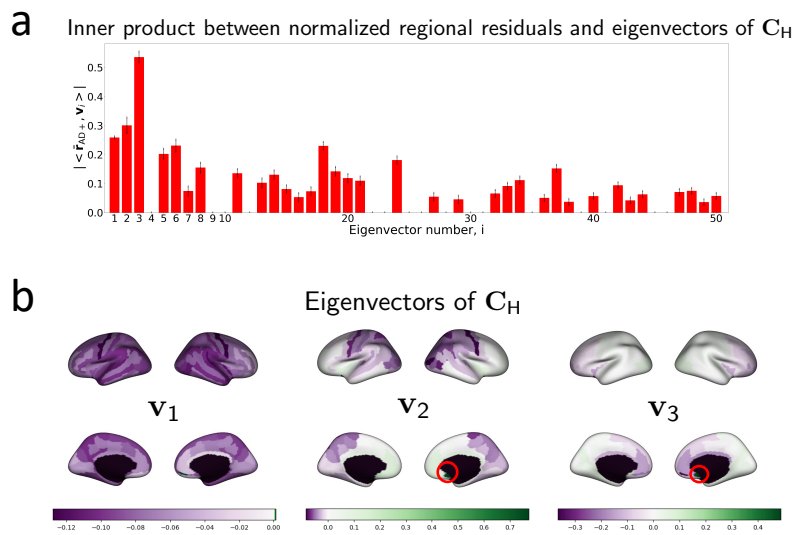 a
Inner product between normalized regional residuals and eigenvectors of C_H
| < r̃_AD+, v_i > |
0.5
0.4
0.3
0.2
0.1
0.0
1 2 3 4 5 6 7 8 9 10 20 30 40 50
Eigenvector number, i
b
Eigenvectors of C_H
v_1 v_2 v_3
−0.12 −0.10 −0.08 −0.06 −0.04 −0.02 0.00
0.0 0.1 0.2 0.3 0.4 0.5 0.6 0.7
−0.3 −0.2 −0.1 0.0 0.1 0.2 0.3 0.4